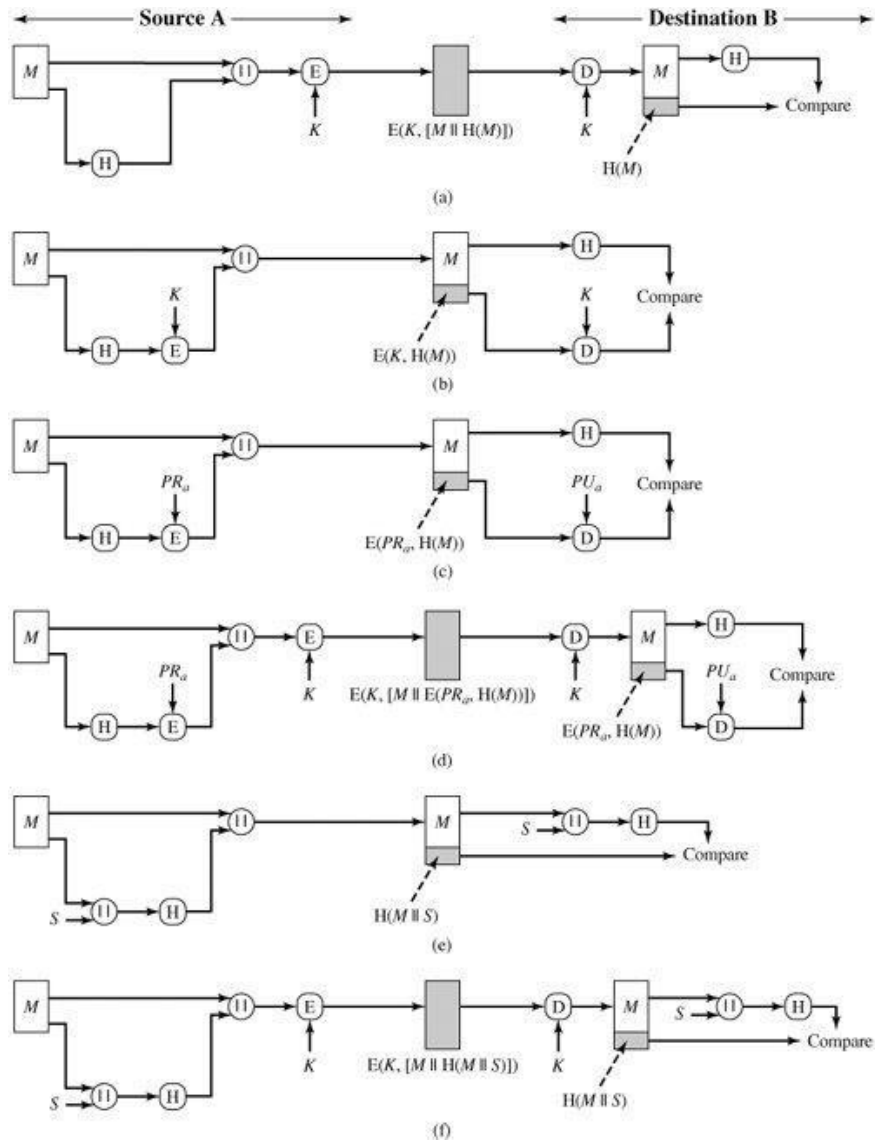 Source A Destination B
M || E D M H
Compare
K E(K, [M || H(M)]) K
H H(M)
(a)
M || M H
K K Compare
H E E(K, H(M)) D
(b)
M || M H
PRa PUa Compare
H E E(PRa, H(M)) D
(c)
M || E D M H
PRa K E(K, [M || E(PRa, H(M))]) K PUa Compare
H E E(PRa, H(M)) D
(d)
M || M S || H
Compare
S || H H(M || S)
(e)
M || E D M S || H
Compare
K E(K, [M || H(M || S)]) K
S || H H(M || S)
(f)